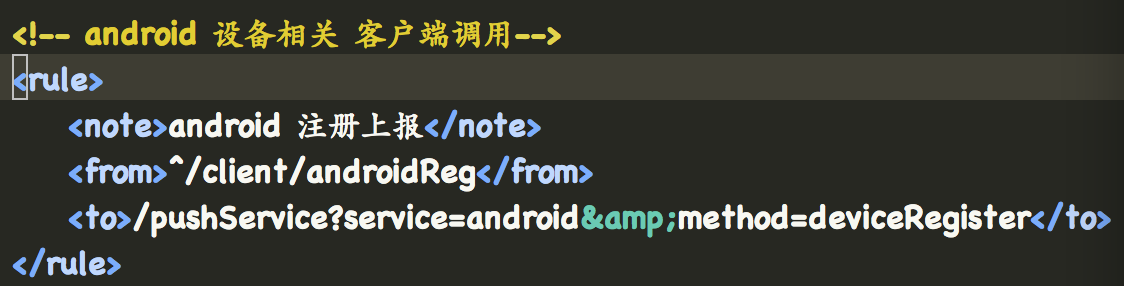 <!-- android 设备相关 客户端调用-->
<rule>
<note>android 注册上报</note>
<from>^/client/androidReg</from>
<to>/pushService?service=android&amp;method=deviceRegister</to>
</rule>